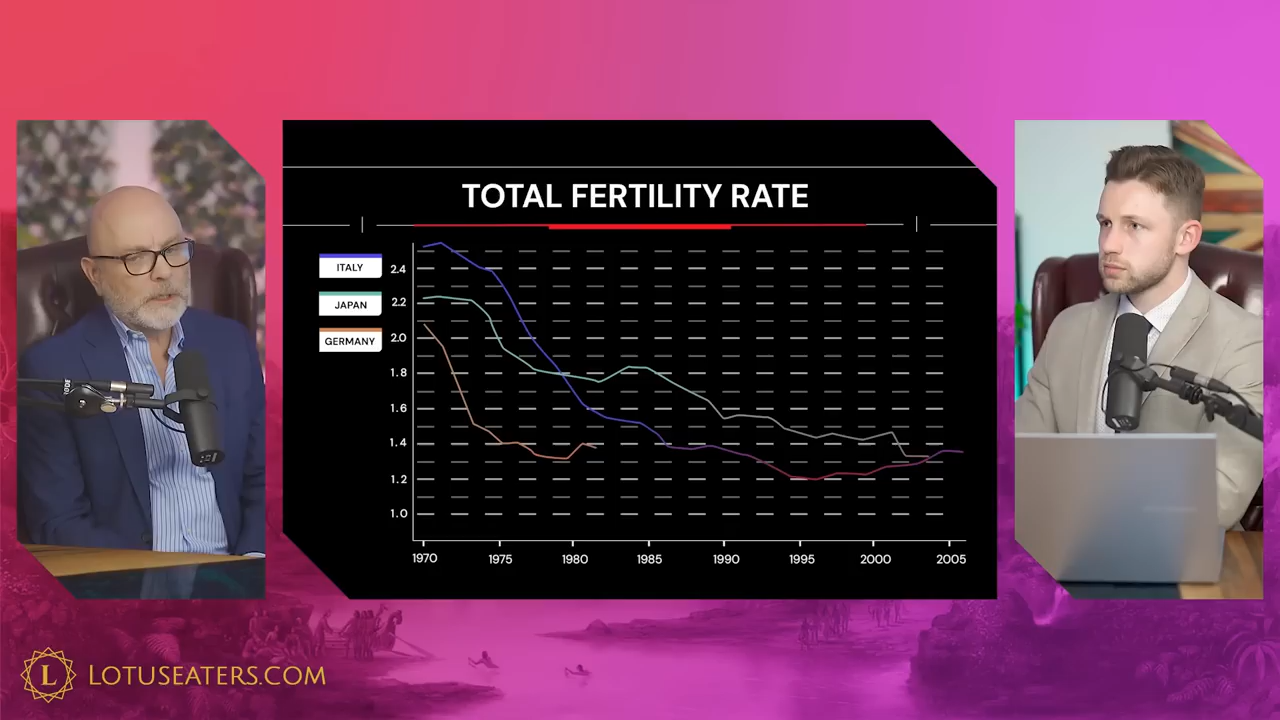 TOTAL FERTILITY RATE
ITALY
JAPAN
GERMANY
2.4
2.2
2.0
1.8
1.6
1.4
1.2
1.0
1970 1975 1980 1985 1990 1995 2000 2005
L LOTUSEATERS.COM